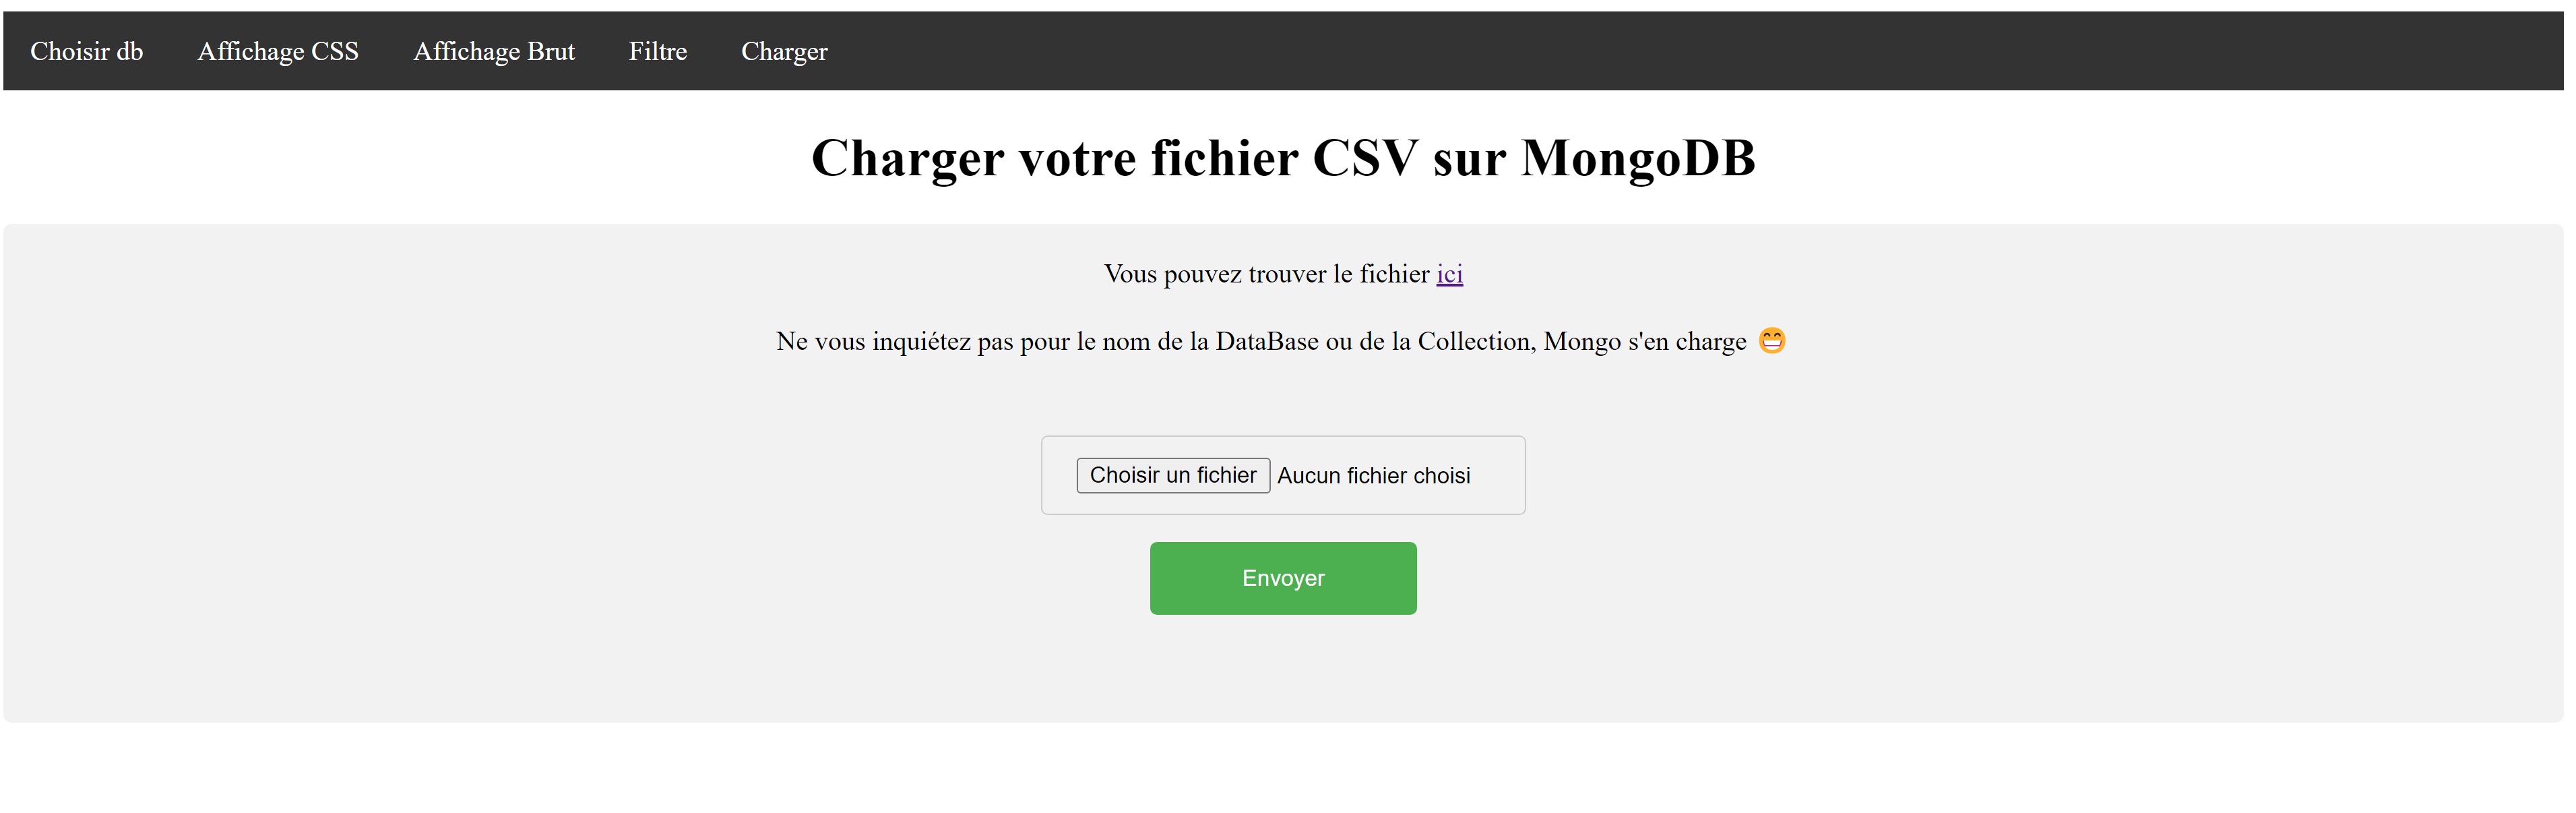 Choisir db Affichage CSS Affichage Brut Filtre Charger
Charger votre fichier CSV sur MongoDB
Vous pouvez trouver le fichier ici
Ne vous inquiétez pas pour le nom de la DataBase ou de la Collection, Mongo s'en charge 😁
Choisir un fichier Aucun fichier choisi
Envoyer